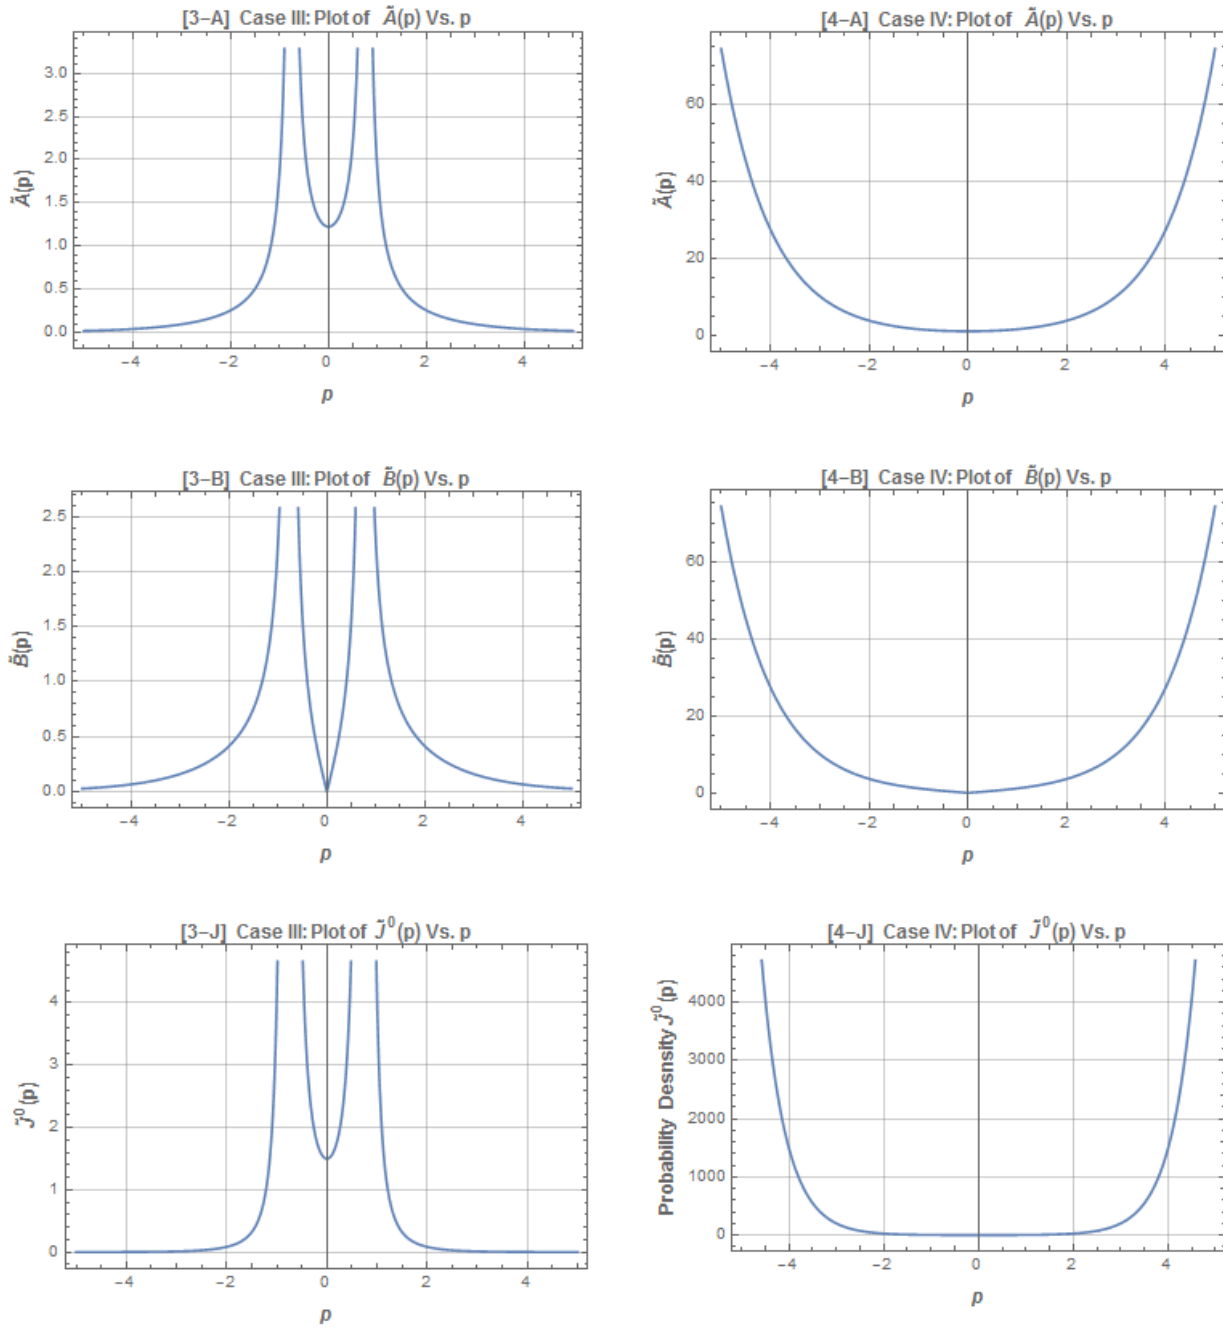 [3-A] Case III: Plot of Ã(p) Vs. p
3.0
2.5
2.0
1.5
1.0
0.5
0.0
Ã(p)
-4 -2 0 2 4
p
[4-A] Case IV: Plot of Ã(p) Vs. p
60
40
20
0
Ã(p)
-4 -2 0 2 4
p
[3-B] Case III: Plot of B̃(p) Vs. p
2.5
2.0
1.5
1.0
0.5
0.0
B̃(p)
-4 -2 0 2 4
p
[4-B] Case IV: Plot of B̃(p) Vs. p
60
40
20
0
B̃(p)
-4 -2 0 2 4
p
[3-J] Case III: Plot of J̃⁰(p) Vs. p
4
3
2
1
0
J̃⁰(p)
-4 -2 0 2 4
p
[4-J] Case IV: Plot of J̃⁰(p) Vs. p
4000
3000
2000
1000
0
Probability Desnsity J̃⁰(p)
-4 -2 0 2 4
p